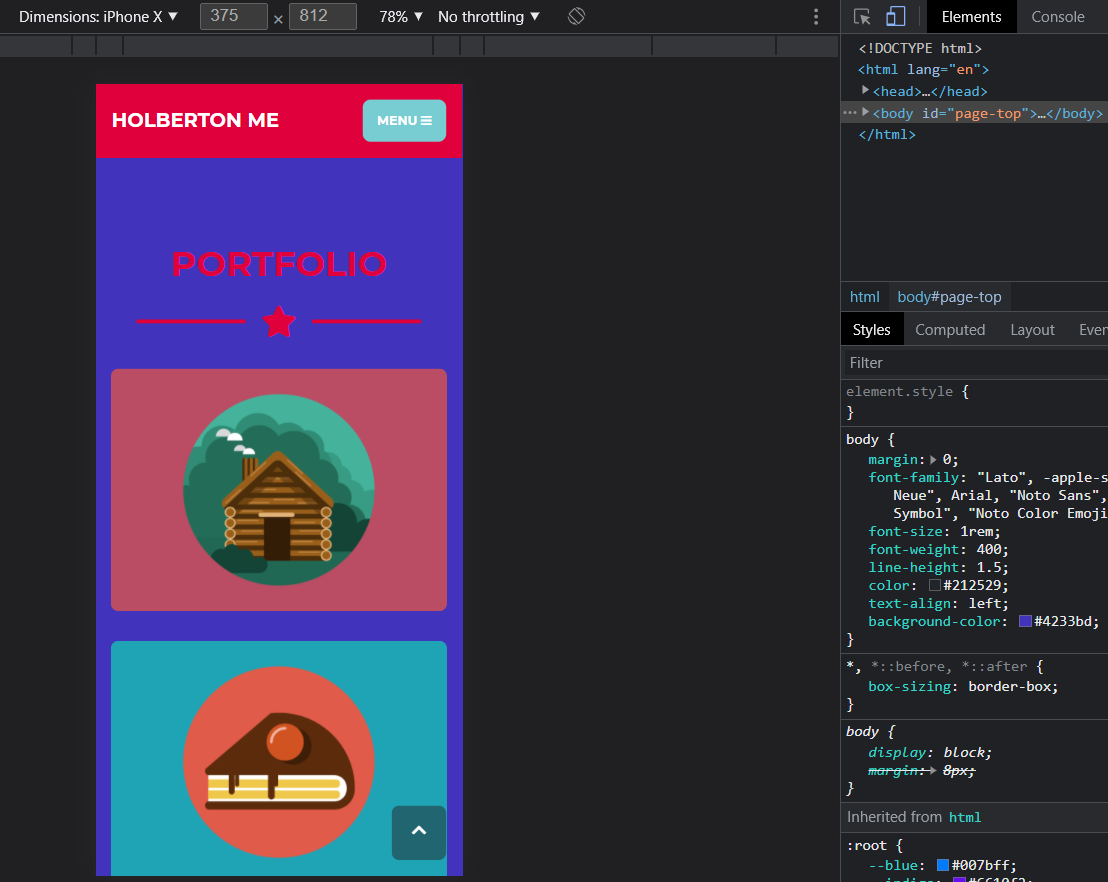 Dimensions: iPhone X ▼ 375 × 812 78% ▼ No throttling ▼
Elements Console
<!DOCTYPE html>
<html lang="en">
▶<head>…</head>
···▶<body id="page-top">…</body>
</html>
HOLBERTON ME
MENU
PORTFOLIO
html body#page-top
Styles Computed Layout Even
Filter
element.style {
}
body {
margin:▶ 0;
font-family: "Lato", -apple-s
Neue", Arial, "Noto Sans",
Symbol", "Noto Color Emoji
font-size: 1rem;
font-weight: 400;
line-height: 1.5;
color: #212529;
text-align: left;
background-color: #4233bd;
}
*, *::before, *::after {
box-sizing: border-box;
}
body {
display: block;
margin:▶ 8px;
}
Inherited from html
:root {
--blue: #007bff;
--indigo: #6610f2;